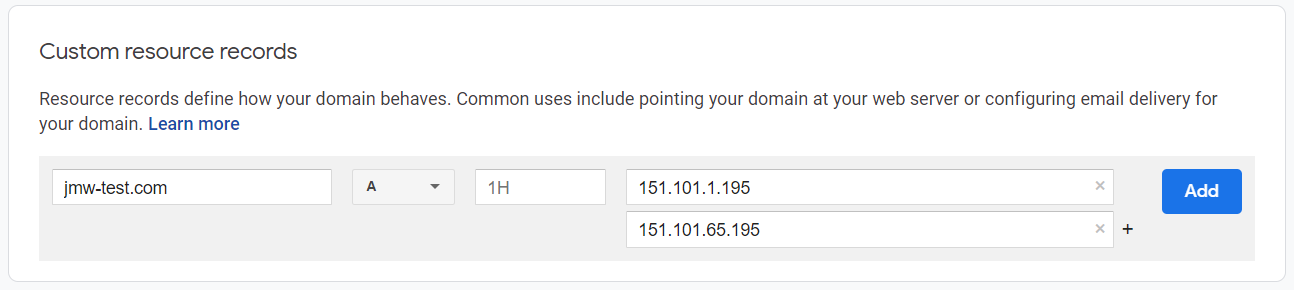 Custom resource records
Resource records define how your domain behaves. Common uses include pointing your domain at your web server or configuring email delivery for
your domain. Learn more
jmw-test.com A 1H 151.101.1.195 × Add
151.101.65.195 × +